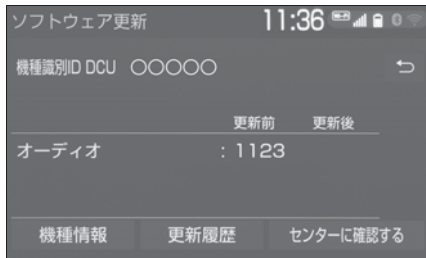 ソフトウェア更新 11:36
機種識別ID DCU ○○○○○
更新前 更新後
オーディオ : 1123
機種情報 更新履歴 センターに確認する